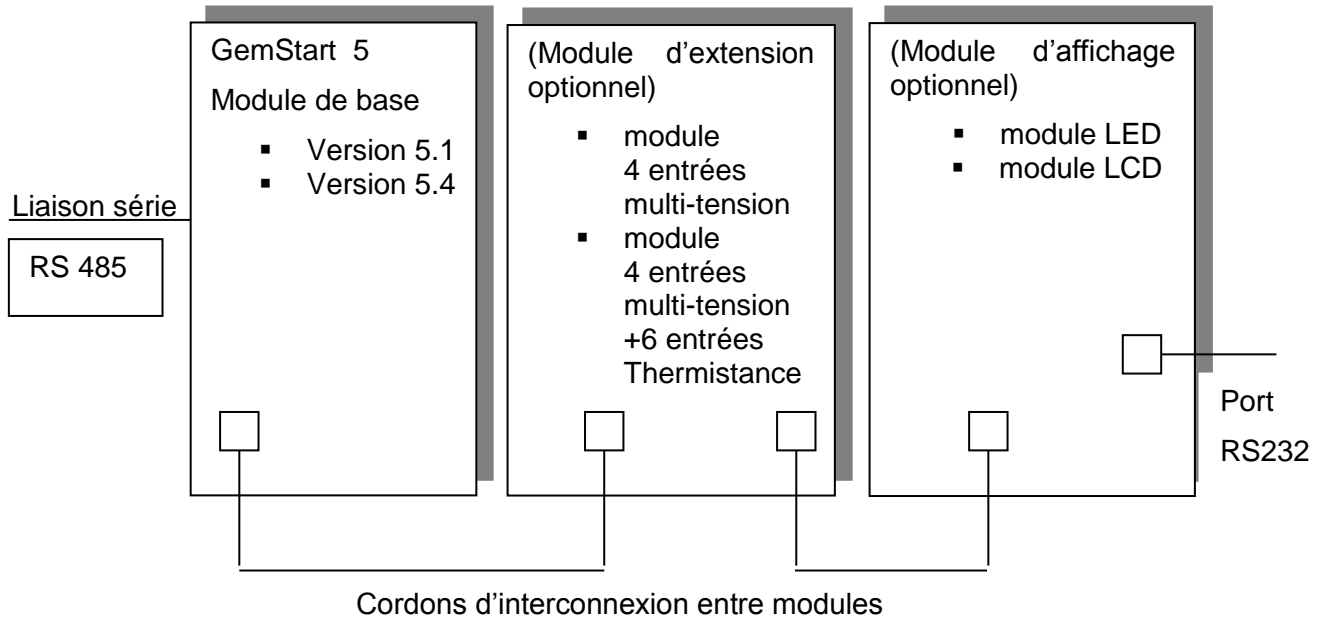 GemStart 5
Module de base
▪ Version 5.1
▪ Version 5.4
Liaison série
RS 485
(Module d’extension
optionnel)
▪ module
4 entrées
multi-tension
▪ module
4 entrées
multi-tension
+6 entrées
Thermistance
(Module d’affichage
optionnel)
▪ module LED
▪ module LCD
Port
RS232
Cordons d’interconnexion entre modules